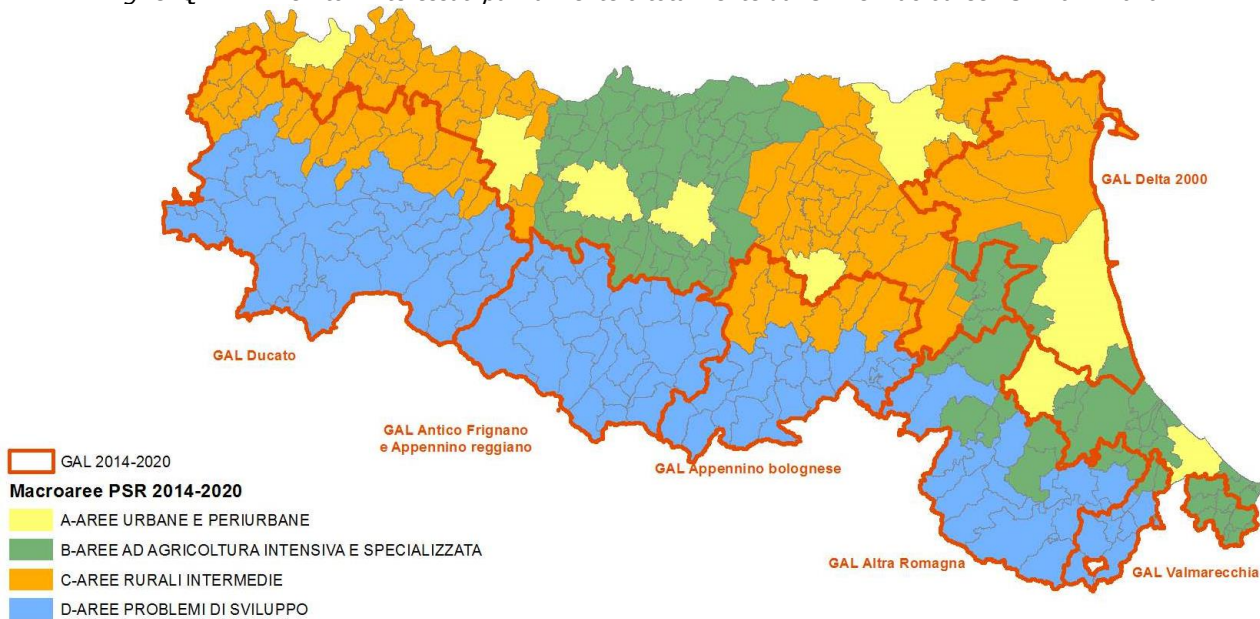 GAL Delta 2000
GAL Ducato
GAL Antico Frignano
e Appennino reggiano
GAL Appennino bolognese
GAL Altra Romagna
GAL Valmarecchia
GAL 2014-2020
Macroaree PSR 2014-2020
A-AREE URBANE E PERIURBANE
B-AREE AD AGRICOLTURA INTENSIVA E SPECIALIZZATA
C-AREE RURALI INTERMEDIE
D-AREE PROBLEMI DI SVILUPPO